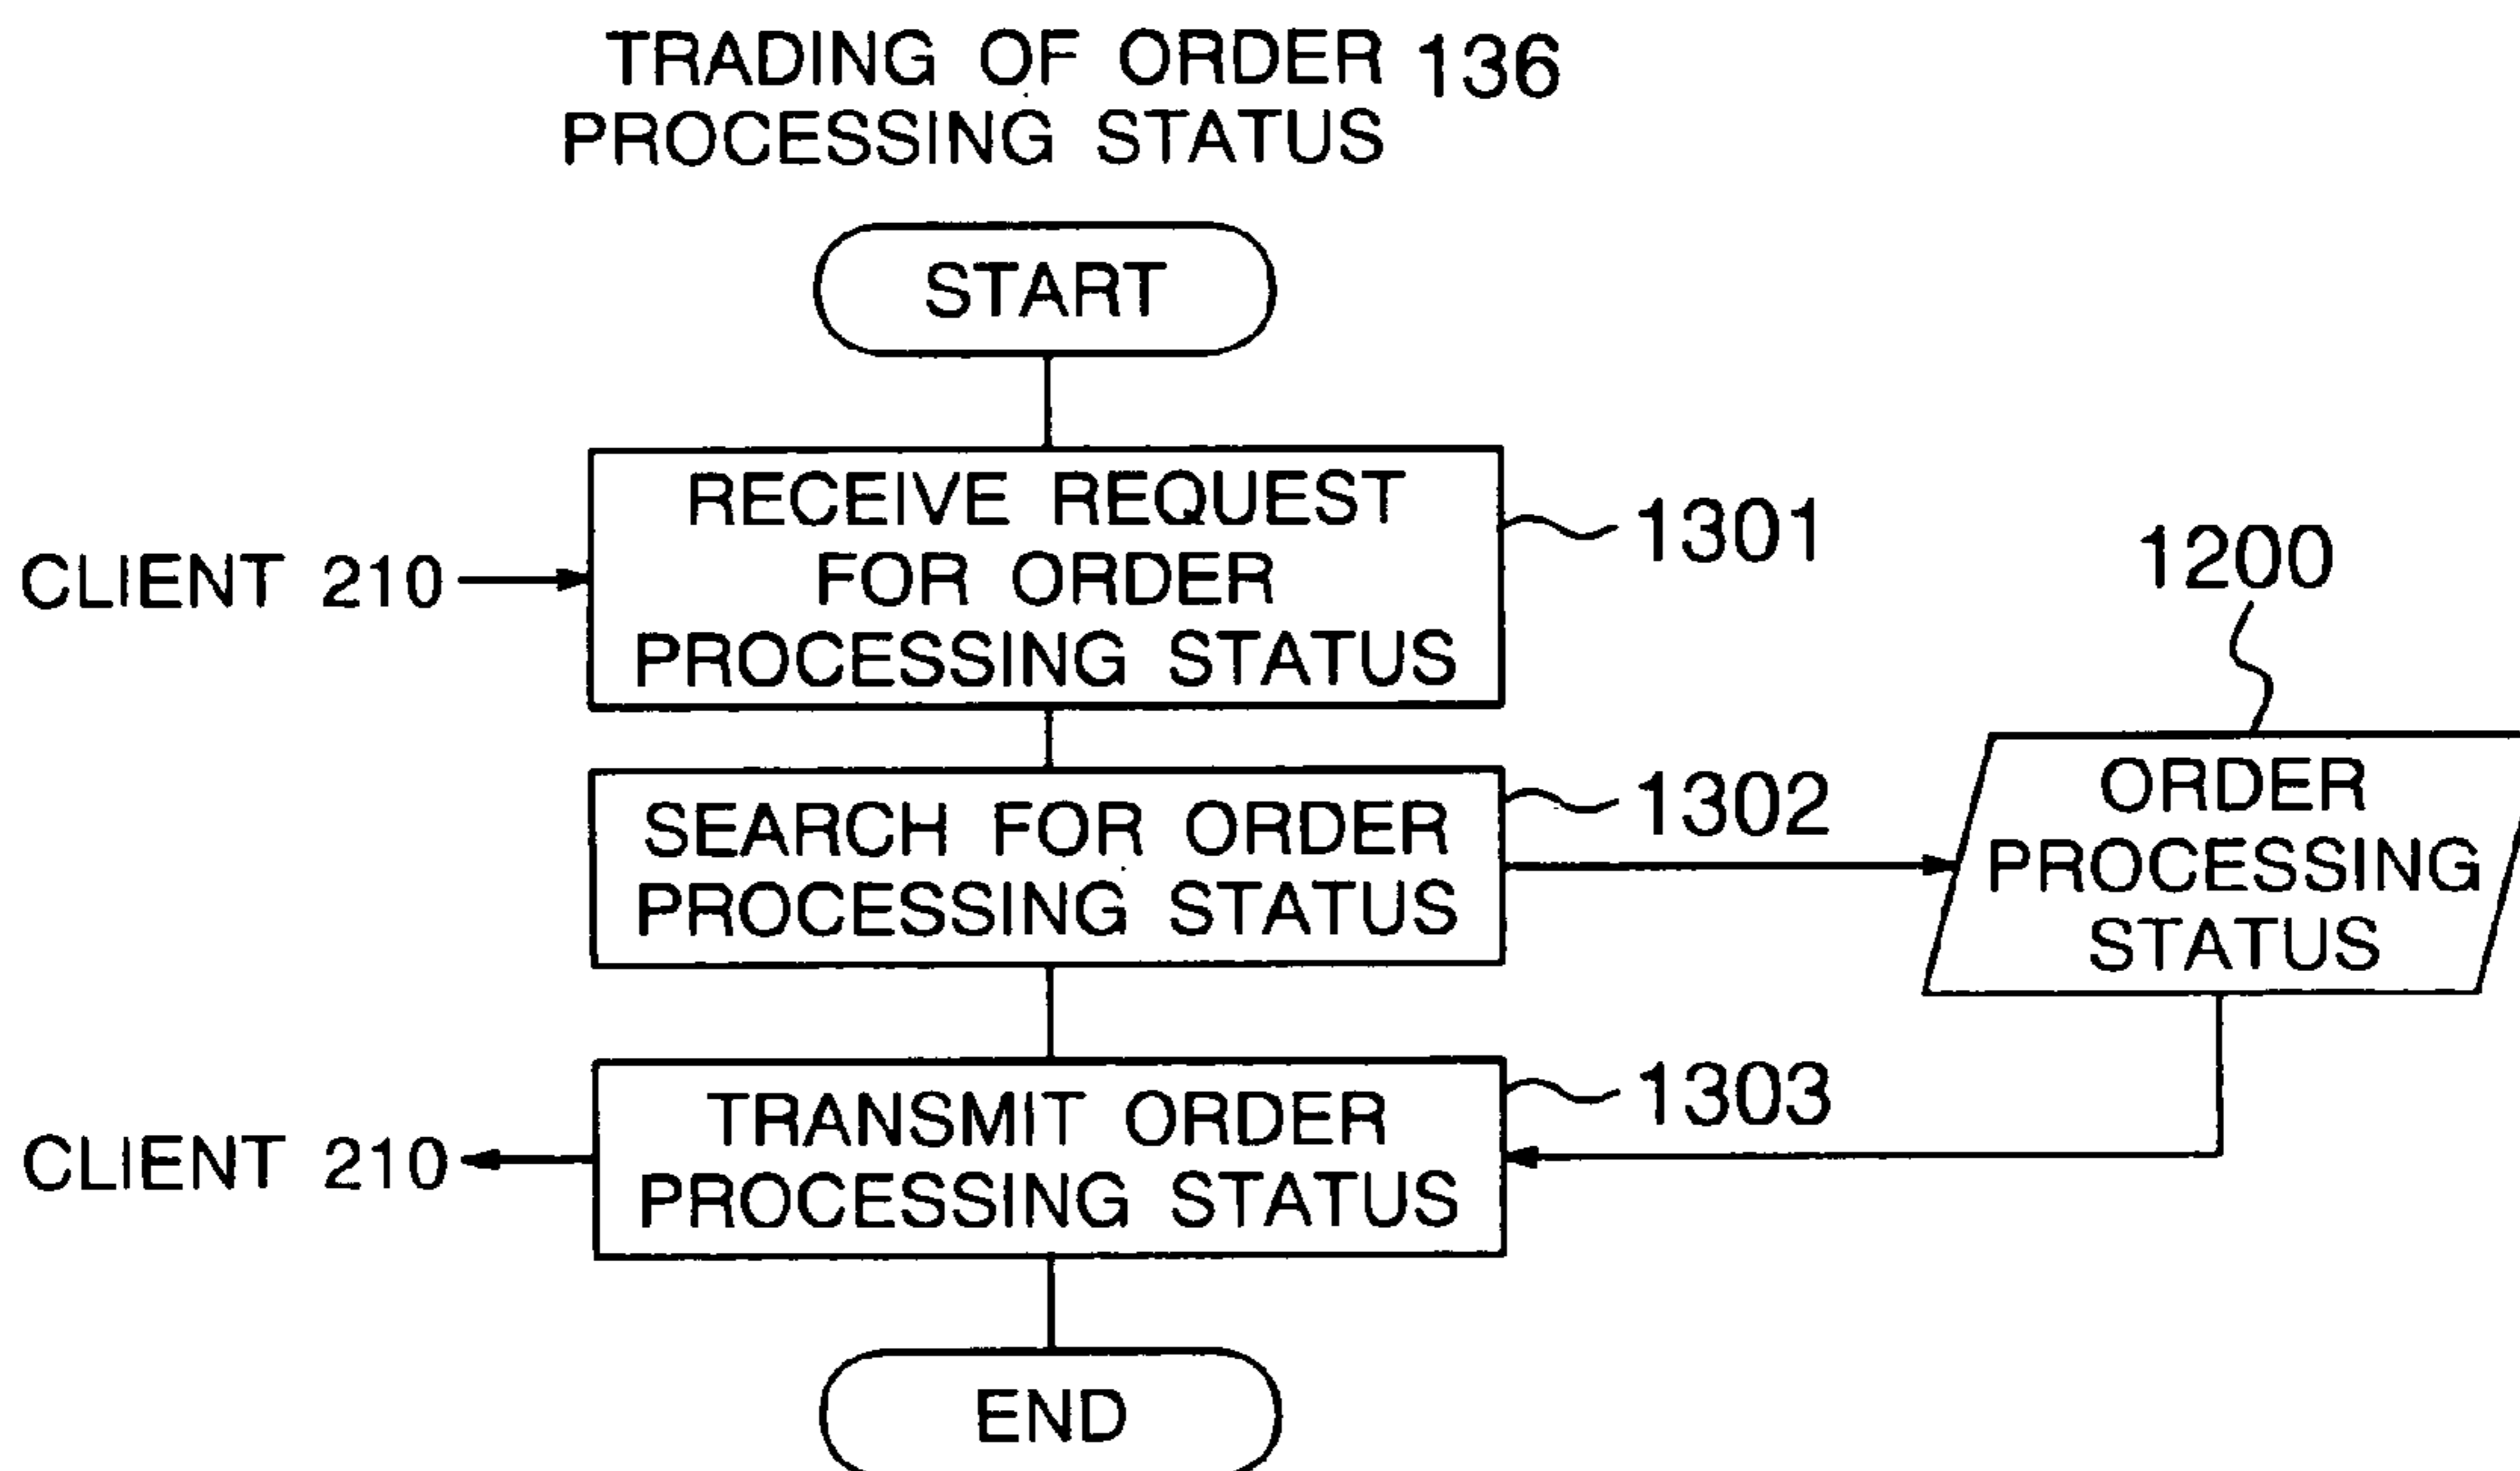 TRADING OF ORDER 136
PROCESSING STATUS
START
RECEIVE REQUEST
FOR ORDER
PROCESSING STATUS
1301
CLIENT 210
1200
SEARCH FOR ORDER
PROCESSING STATUS
1302
ORDER
PROCESSING
STATUS
TRANSMIT ORDER
PROCESSING STATUS
1303
CLIENT 210
END